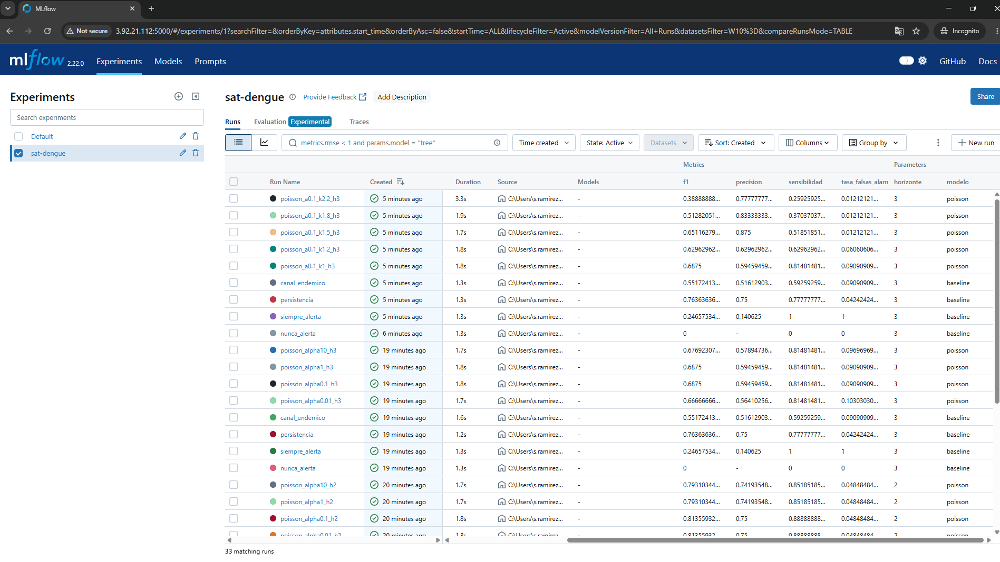 MLflow
Not secure
3.92.21.112:5000/#/experiments/1?searchFilter=&orderByKey=attributes.start_time&orderByAsc=false&startTime=ALL&lifecycleFilter=Active&modelVersionFilter=All+Runs&datasetsFilter=W10%3D&compareRunsMode=TABLE
Incognito
mlflow 2.22.0 Experiments Models Prompts GitHub Docs
Experiments
Search experiments
Default
sat-dengue
sat-dengue Provide Feedback Add Description Share
Runs Evaluation Experimental Traces
metrics.rmse < 1 and params.model = "tree" Time created State: Active Datasets Sort: Created Columns Group by New run
Metrics Parameters
Run Name Created Duration Source Models f1 precision sensibilidad tasa_falsas_alarn horizonte modelo
poisson_a0.1_k2.2_h3 5 minutes ago 3.3s C:\Users\s.ramirez... - 0.38888888... 0.77777777... 0.25925925... 0.01212121... 3 poisson
poisson_a0.1_k1.8_h3 5 minutes ago 1.9s C:\Users\s.ramirez... - 0.51282051... 0.83333333... 0.37037037... 0.01212121... 3 poisson
poisson_a0.1_k1.5_h3 5 minutes ago 1.7s C:\Users\s.ramirez... - 0.65116279... 0.875 0.51851851... 0.01212121... 3 poisson
poisson_a0.1_k1.2_h3 5 minutes ago 1.8s C:\Users\s.ramirez... - 0.62962962... 0.62962962... 0.62962962... 0.06060606... 3 poisson
poisson_a0.1_k1_h3 5 minutes ago 1.8s C:\Users\s.ramirez... - 0.6875 0.59459459... 0.81481481... 0.09090909... 3 poisson
canal_endemico 5 minutes ago 1.3s C:\Users\s.ramirez... - 0.55172413... 0.51612903... 0.59259259... 0.09090909... 3 baseline
persistencia 5 minutes ago 1.3s C:\Users\s.ramirez... - 0.76363636... 0.75 0.77777777... 0.04242424... 3 baseline
siempre_alerta 5 minutes ago 1.3s C:\Users\s.ramirez... - 0.24657534... 0.140625 1 1 3 baseline
nunca_alerta 6 minutes ago 1.3s C:\Users\s.ramirez... - 0 - 0 0 3 baseline
poisson_alpha10_h3 19 minutes ago 1.7s C:\Users\s.ramirez... - 0.67692307... 0.57894736... 0.81481481... 0.09696969... 3 poisson
poisson_alpha1_h3 19 minutes ago 1.8s C:\Users\s.ramirez... - 0.6875 0.59459459... 0.81481481... 0.09090909... 3 poisson
poisson_alpha0.1_h3 19 minutes ago 1.8s C:\Users\s.ramirez... - 0.6875 0.59459459... 0.81481481... 0.09090909... 3 poisson
poisson_alpha0.01_h3 19 minutes ago 1.7s C:\Users\s.ramirez... - 0.66666666... 0.56410256... 0.81481481... 0.10303030... 3 poisson
canal_endemico 19 minutes ago 1.6s C:\Users\s.ramirez... - 0.55172413... 0.51612903... 0.59259259... 0.09090909... 3 baseline
persistencia 19 minutes ago 1.2s C:\Users\s.ramirez... - 0.76363636... 0.75 0.77777777... 0.04242424... 3 baseline
siempre_alerta 19 minutes ago 1.3s C:\Users\s.ramirez... - 0.24657534... 0.140625 1 1 3 baseline
nunca_alerta 19 minutes ago 1.3s C:\Users\s.ramirez... - 0 - 0 0 3 baseline
poisson_alpha10_h2 20 minutes ago 1.7s C:\Users\s.ramirez... - 0.79310344... 0.74193548... 0.85185185... 0.04848484... 2 poisson
poisson_alpha1_h2 20 minutes ago 1.7s C:\Users\s.ramirez... - 0.79310344... 0.74193548... 0.85185185... 0.04848484... 2 poisson
poisson_alpha0.1_h2 20 minutes ago 1.8s C:\Users\s.ramirez... - 0.81355932... 0.75 0.88888888... 0.04848484... 2 poisson
poisson_alpha0.01_h2 20 minutes ago 1.8s C:\Users\s.ramirez... - 0.81355932... 0.75 0.88888888... 0.04848484... 2 poisson
33 matching runs